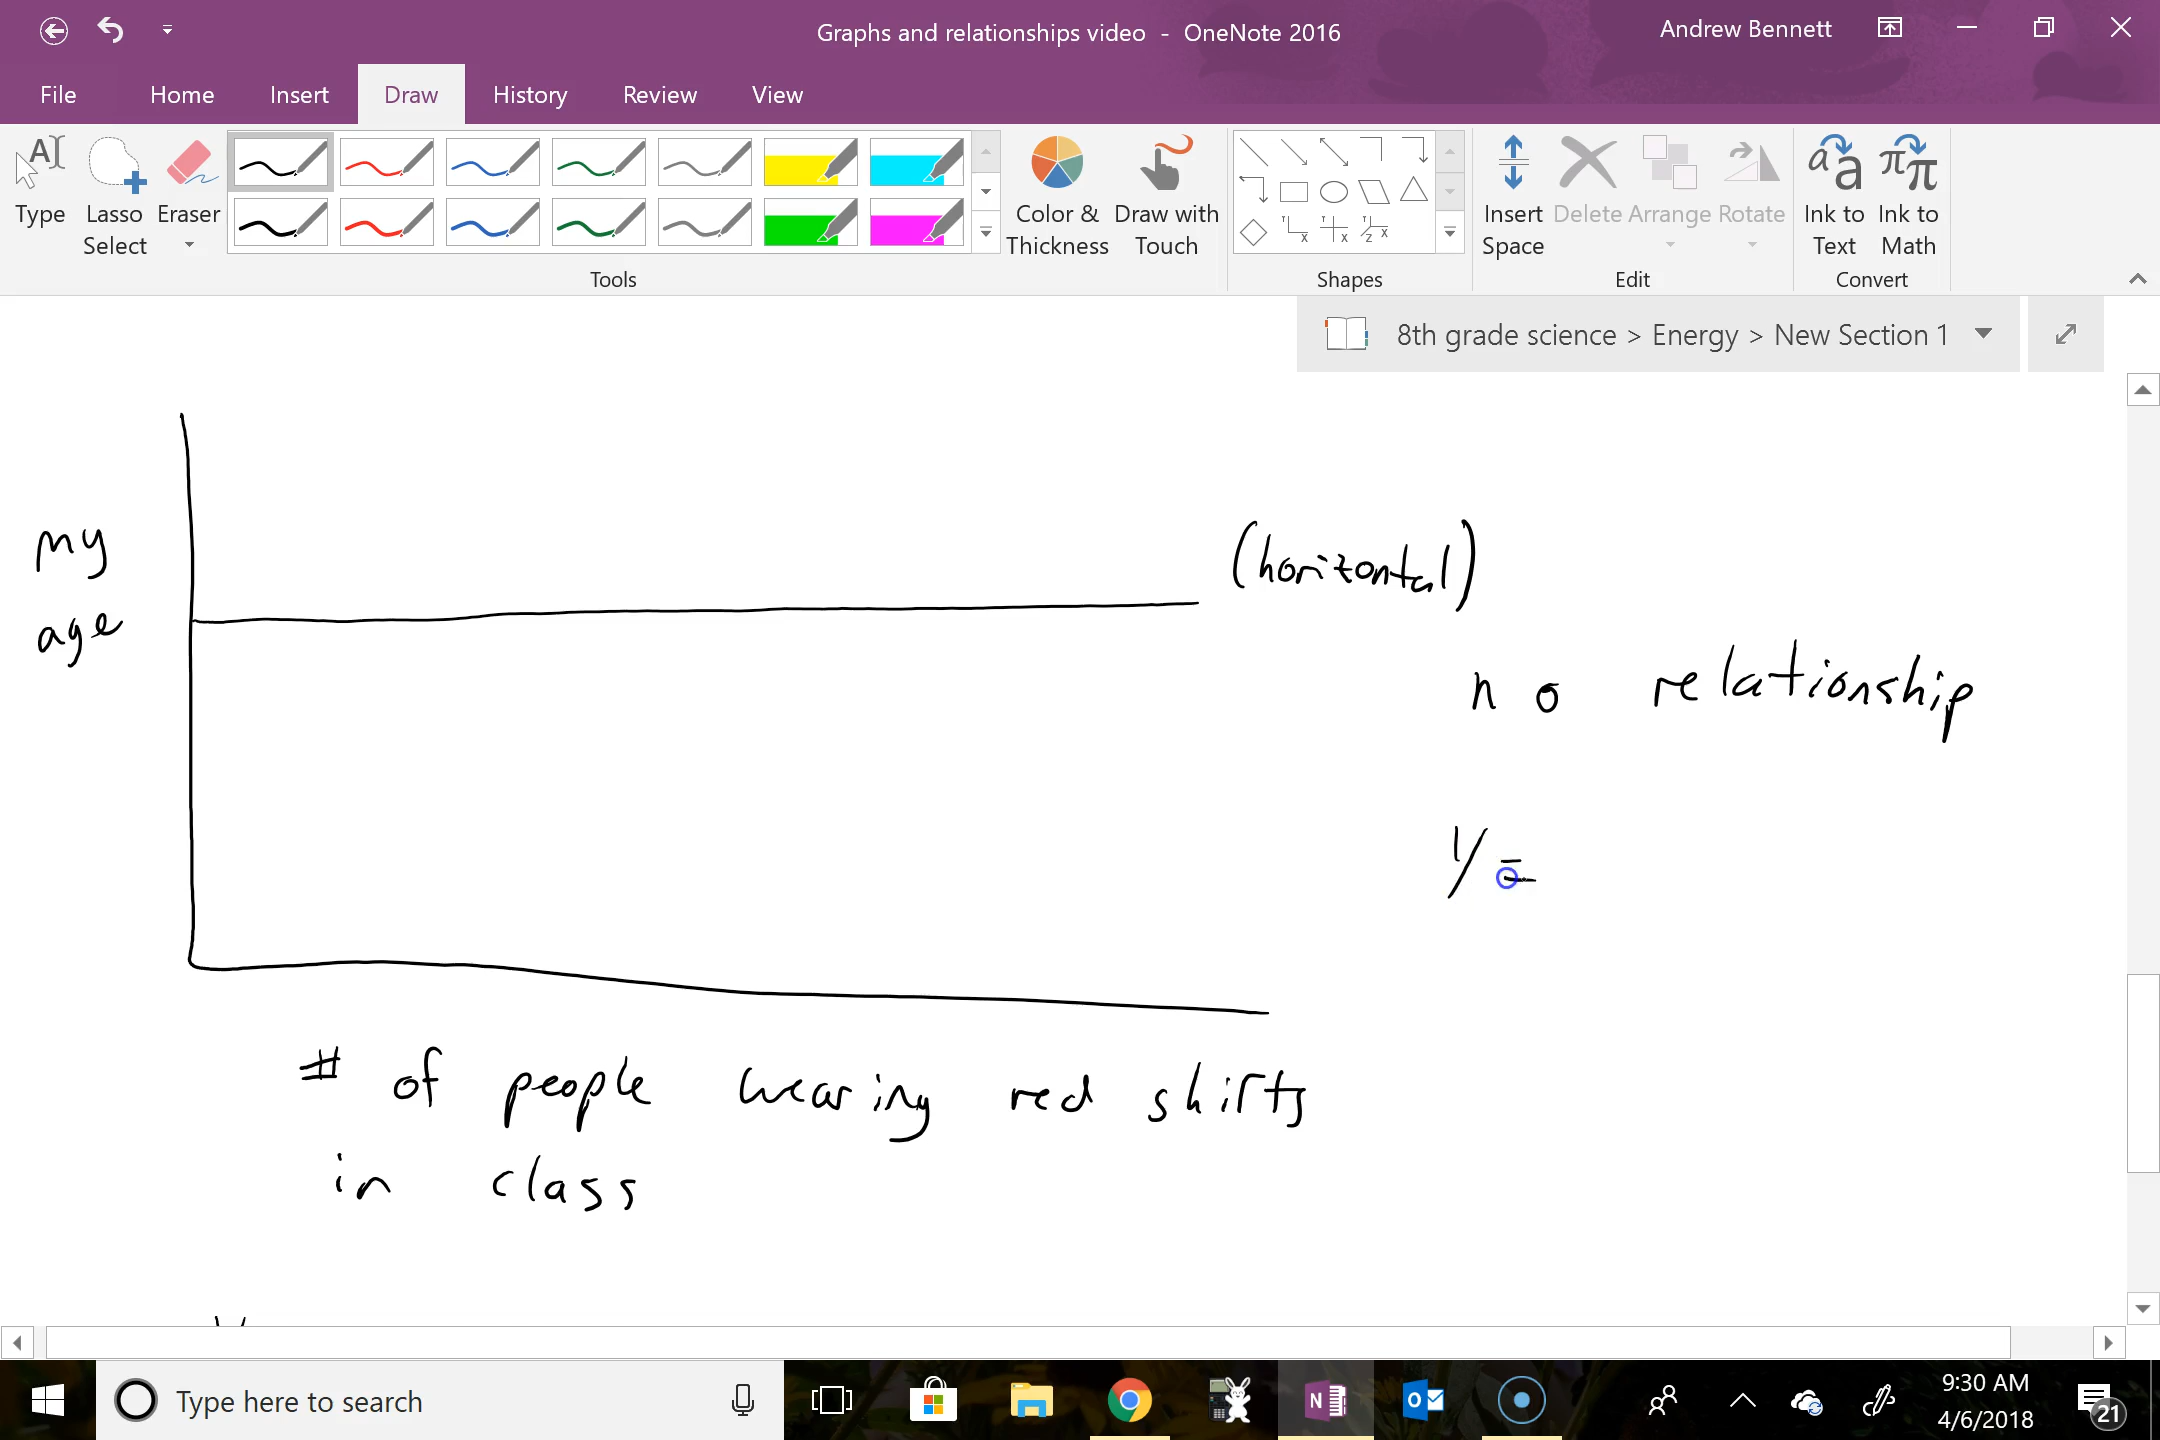 Graphs and relationships video - OneNote 2016
Andrew Bennett
File Home Insert Draw History Review View
Type
Lasso Select
Eraser
Color & Thickness
Draw with Touch
Insert Space
Delete
Arrange
Rotate
Ink to Text
Ink to Math
Tools
Shapes
Edit
Convert
8th grade science > Energy > New Section 1
my
age
(horizontal)
no relationship
1/ =
# of people wearing red shirts
in class
Type here to search
9:30 AM
4/6/2018
21